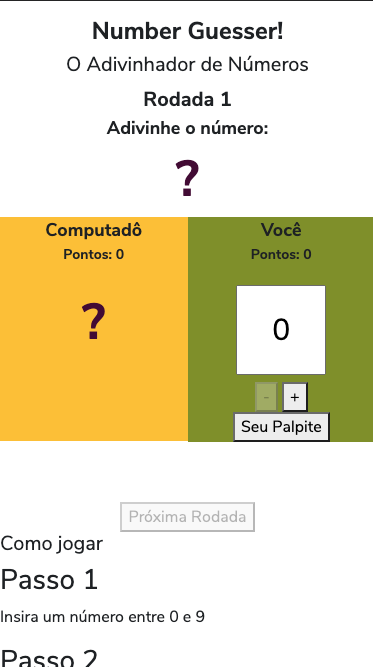 Number Guesser!
O Adivinhador de Números
Rodada 1
Adivinhe o número:
?
Computadô
Pontos: 0
?
Você
Pontos: 0
0
- +
Seu Palpite
Próxima Rodada
Como jogar
Passo 1
Insira um número entre 0 e 9
Passo 2